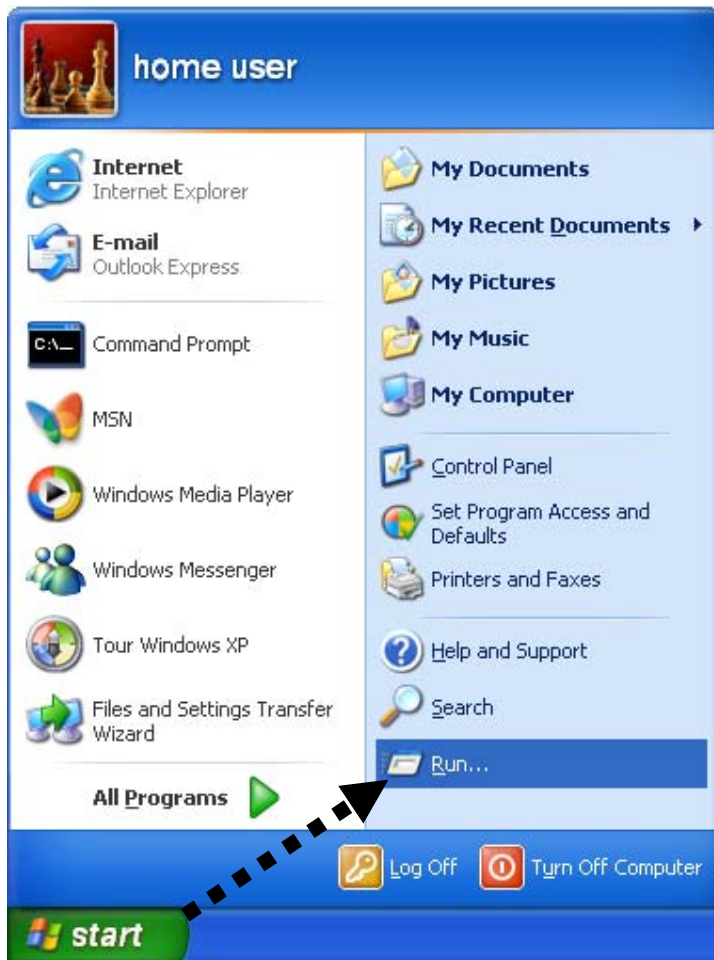 home user
Internet
Internet Explorer
E-mail
Outlook Express
C:\_
Command Prompt
MSN
Windows Media Player
Windows Messenger
Tour Windows XP
Files and Settings Transfer
Wizard
All Programs
My Documents
My Recent Documents
My Pictures
My Music
My Computer
Control Panel
Set Program Access and
Defaults
Printers and Faxes
Help and Support
Search
Run...
Log Off
Turn Off Computer
start